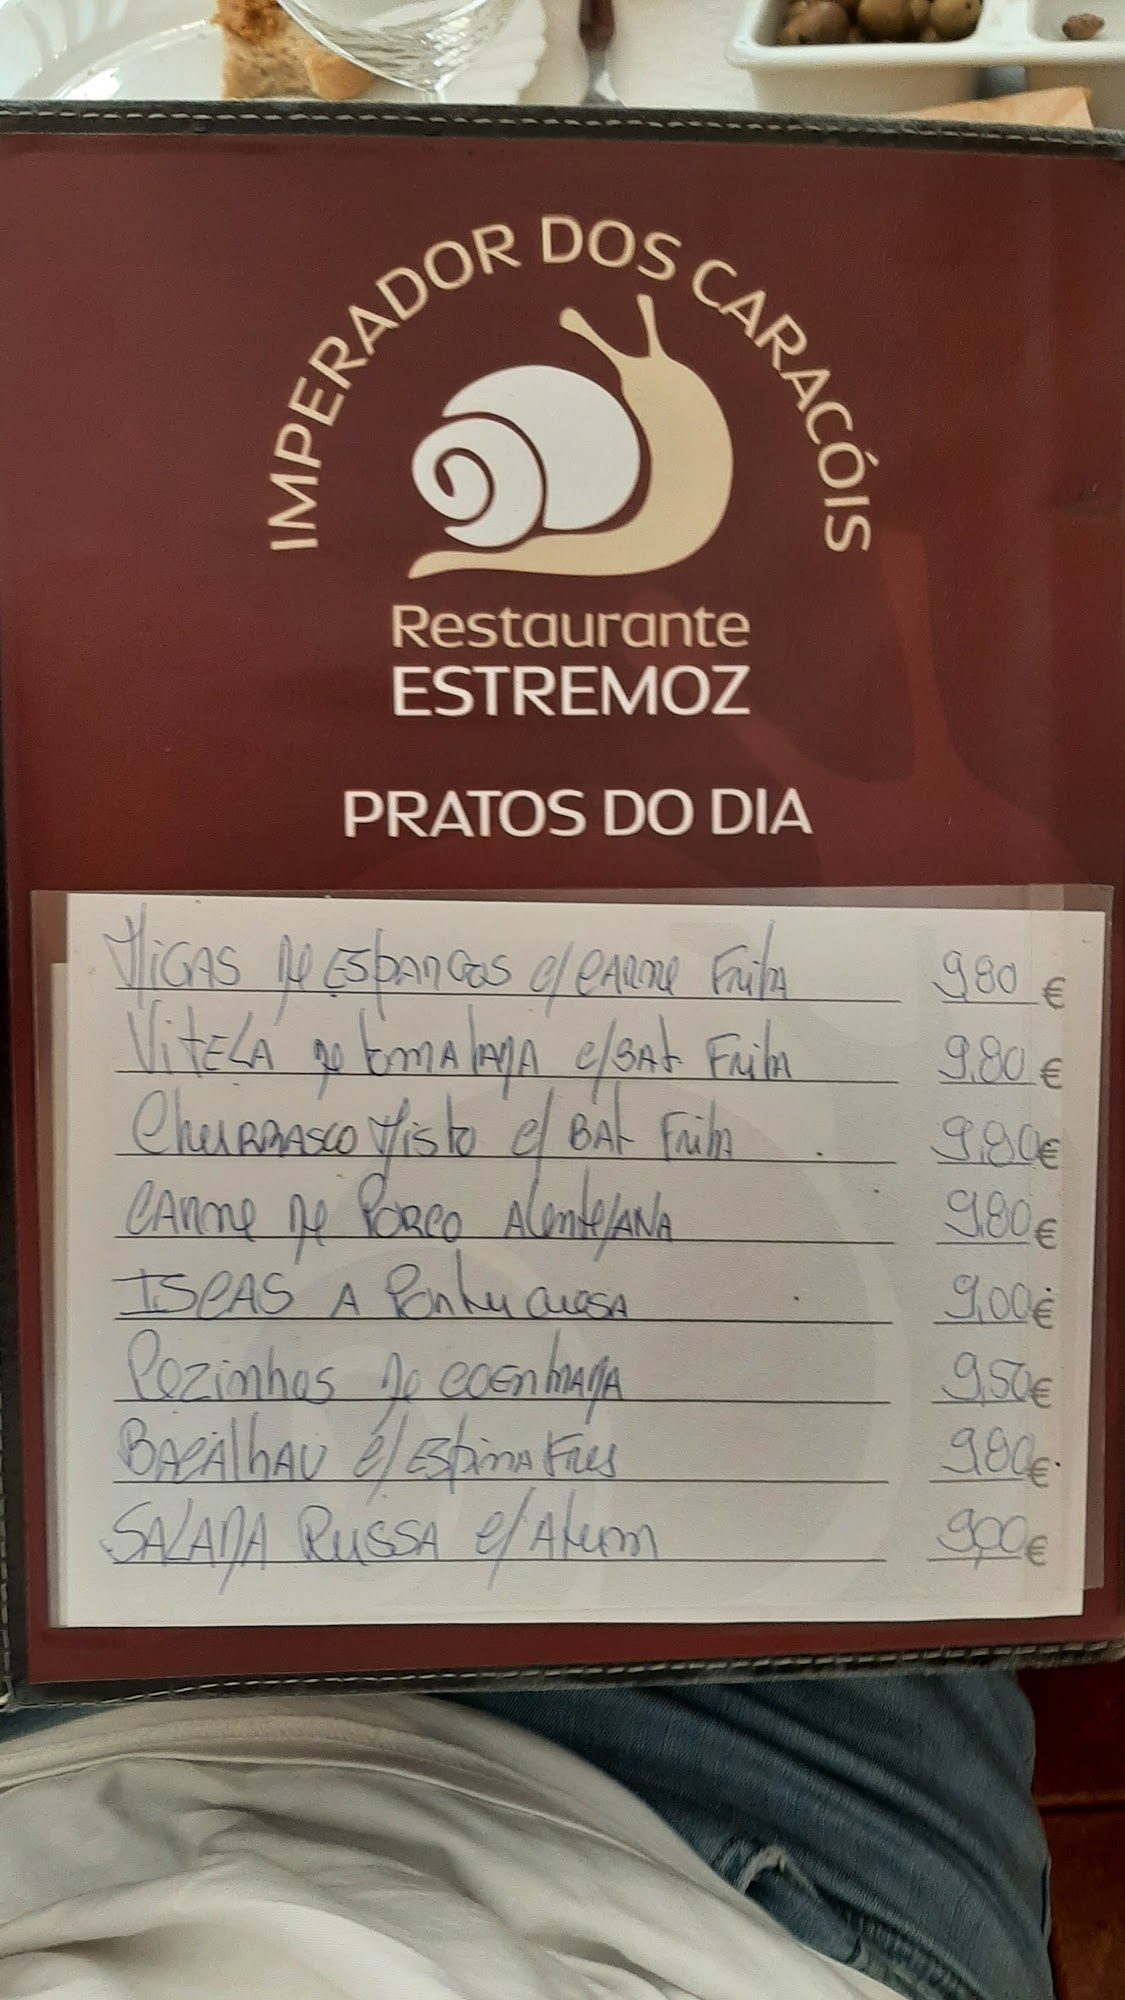 IMPERADOR DOS CARACÓIS
Restaurante
ESTREMOZ
PRATOS DO DIA
Migas de Espargos c/ Carne Frita 9,80 €
Vitela de tomatada c/ Bat Frita 9,80 €
Churrasco Misto c/ Bat Frita 9,80 €
Carne de Porco Alentejana 9,80 €
Iscas a Portuguesa 9,00 €
Pezinhos de coentrada 9,50 €
Bacalhau c/ Espinafres 9,80 €
Salada Russa c/ Atum 9,00 €